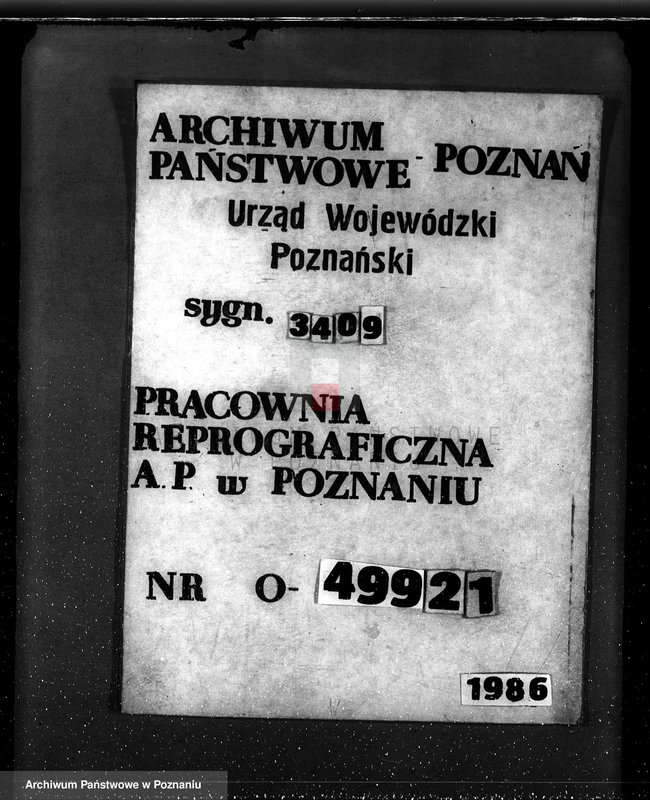 ARCHIWUM
PAŃSTWOWE - POZNAŃ
Urząd Wojewódzki
Poznański
sygn. 3409
PRACOWNIA
REPROGRAFICZNA
A.P. w POZNANIU
NR O-49921
1986
Archiwum Państwowe w Poznaniu